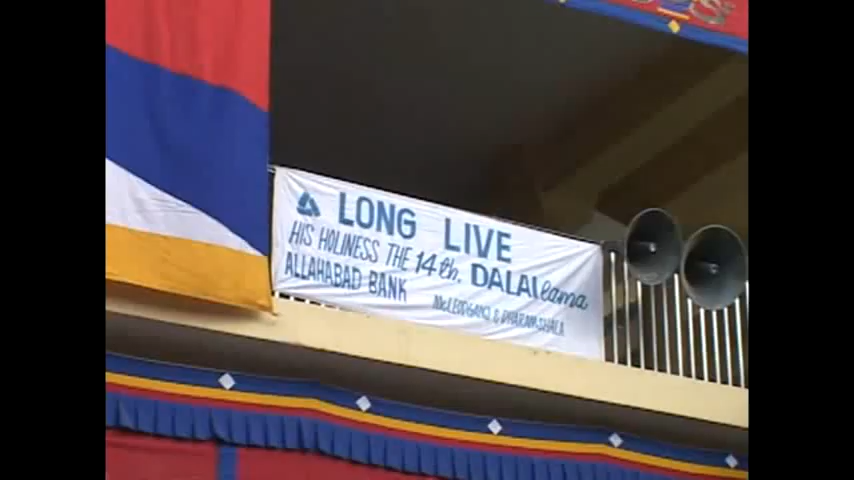 LONG LIVE
HIS HOLINESS THE 14th. DALAI lama
ALLAHABAD BANK
McLEODGANJ & DHARAMSHALA